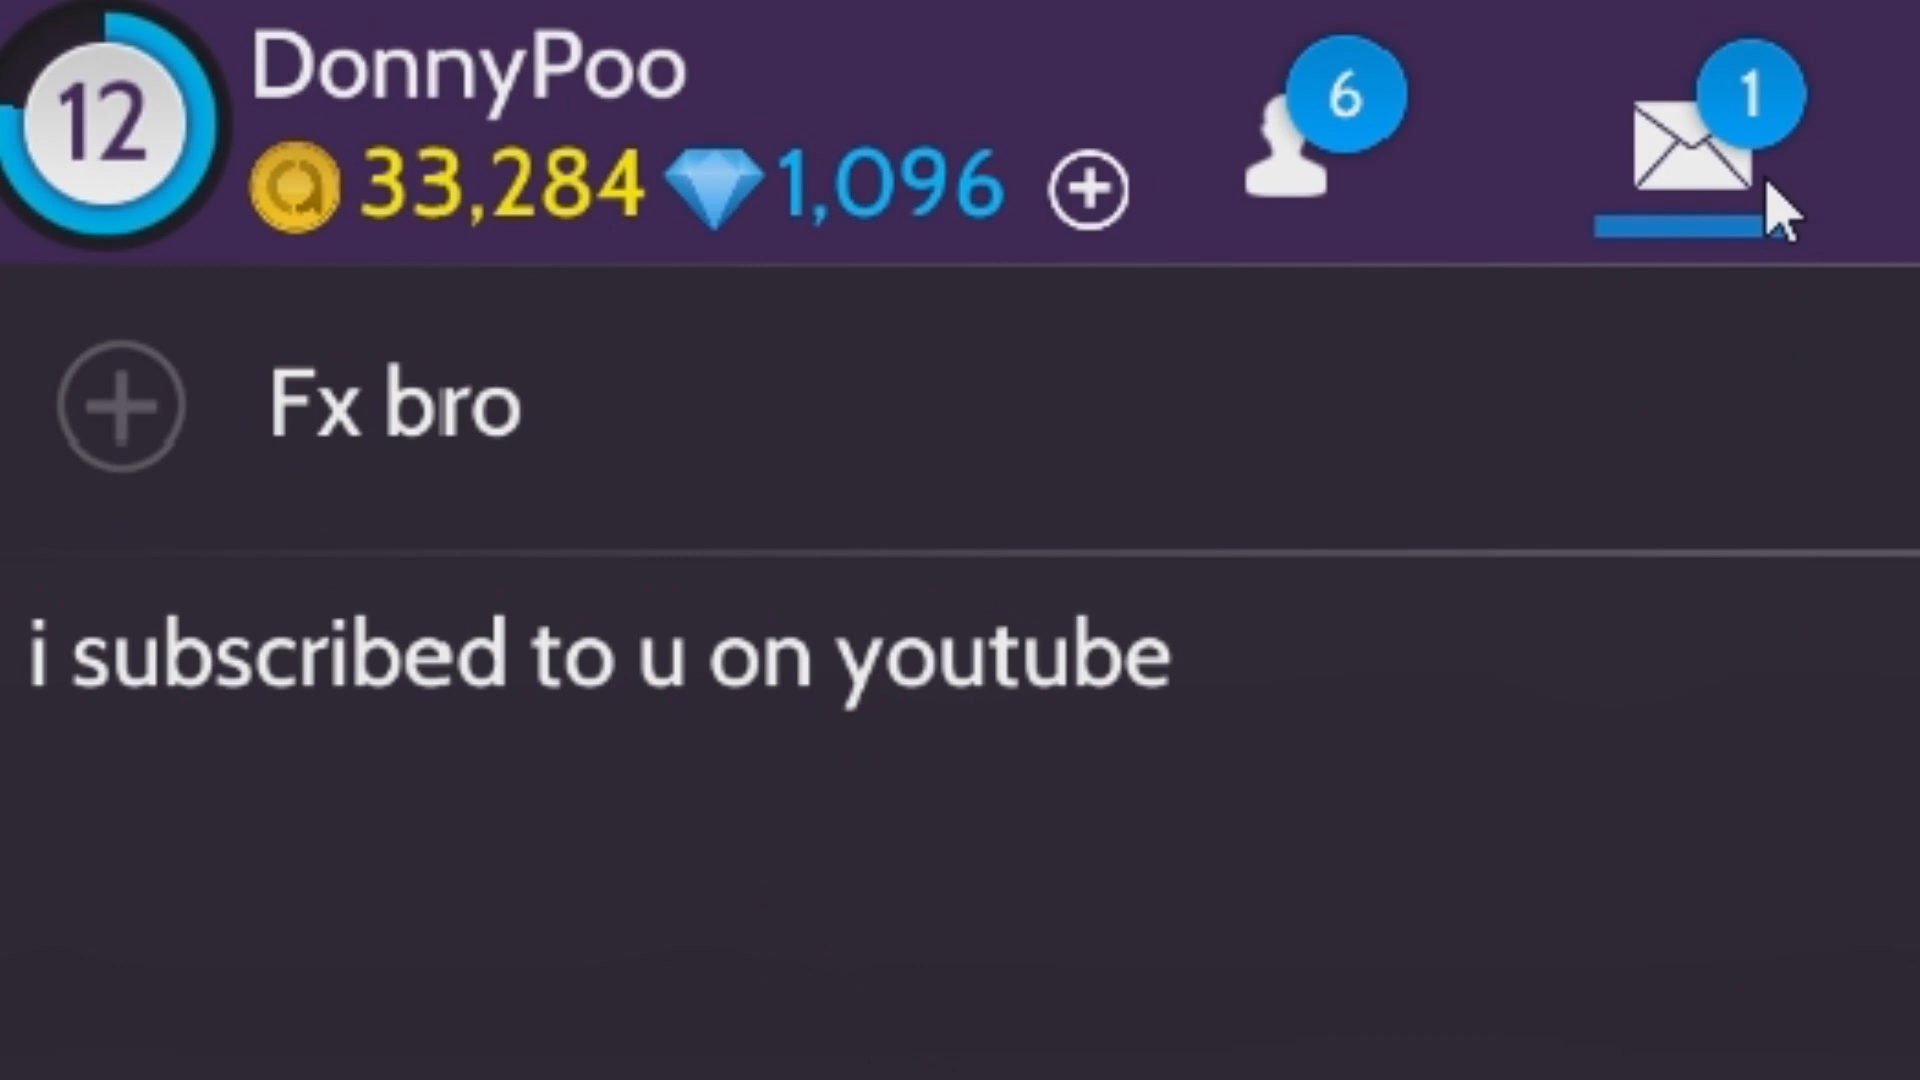 12
DonnyPoo
33,284 1,096
6
1
Fx bro
i subscribed to u on youtube